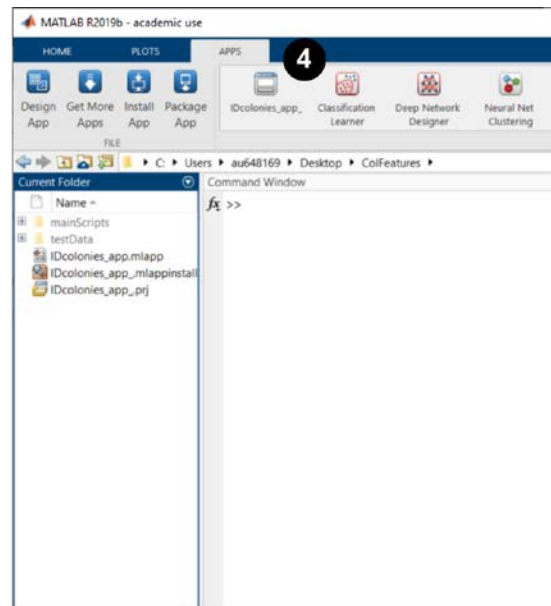 MATLAB R2019b - academic use
HOME PLOTS APPS
4
Design App
Get More Apps
Install App
Package App
IDcolonies_app_
Classification Learner
Deep Network Designer
Neural Net Clustering
FILE
C: Users au648169 Desktop ColFeatures
Current Folder
Command Window
Name
fx >>
mainScripts
testData
IDcolonies_app.mlapp
IDcolonies_app_.mlappinstall
IDcolonies_app_.prj